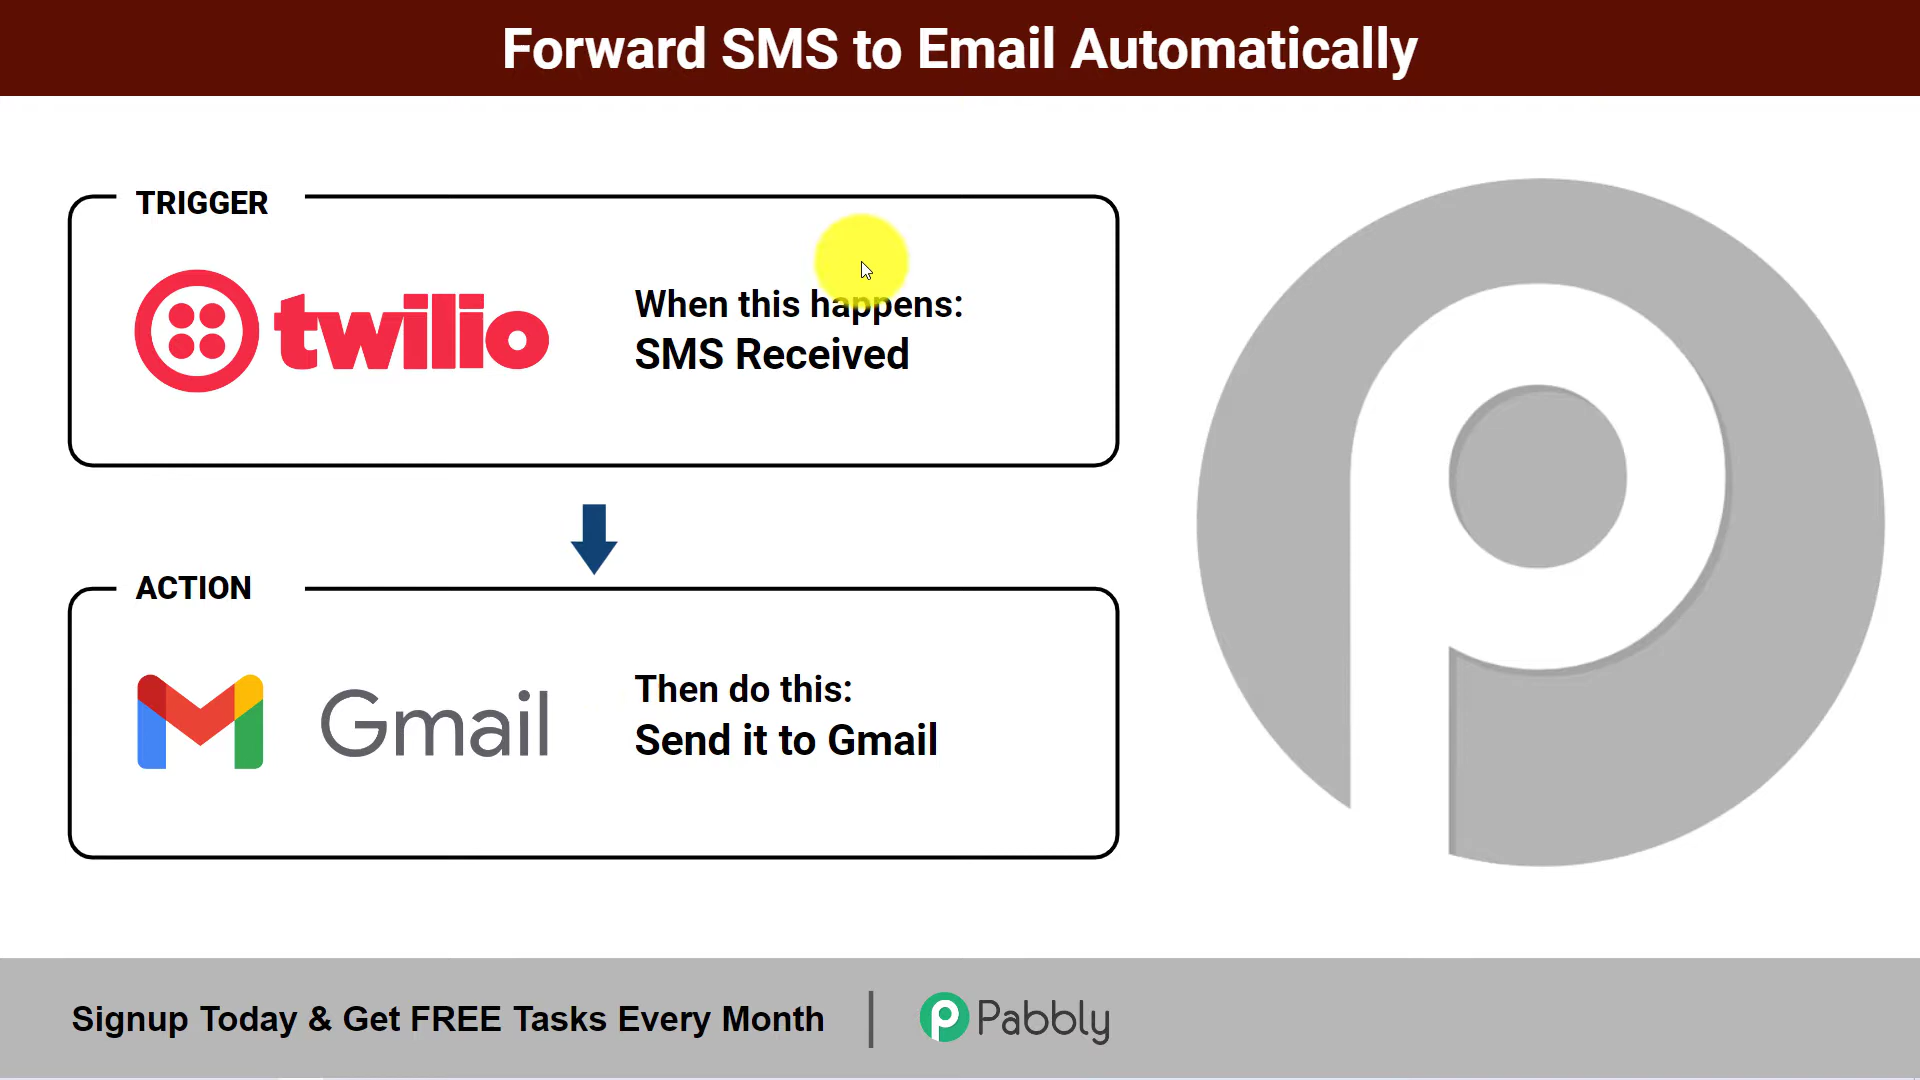 Forward SMS to Email Automatically
TRIGGER
twilio
When this happens:
SMS Received
ACTION
Gmail
Then do this:
Send it to Gmail
Signup Today & Get FREE Tasks Every Month
Pabbly